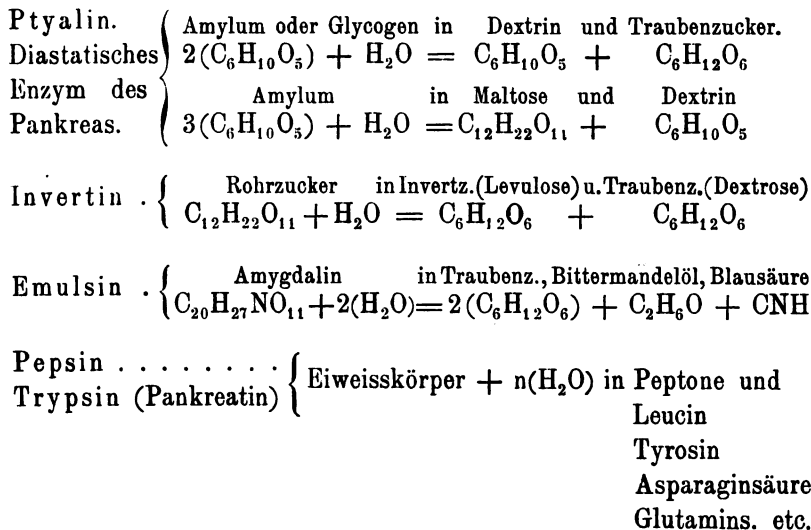 Ptyalin.
Diastatisches
Enzym des
Pankreas.
Amylum oder Glycogen in Dextrin und Traubenzucker.
2(C₆H₁₀O₅) + H₂O = C₆H₁₀O₅ + C₆H₁₂O₆
Amylum in Maltose und Dextrin
3(C₆H₁₀O₅) + H₂O = C₁₂H₂₂O₁₁ + C₆H₁₀O₅
Invertin .
Rohrzucker in Invertz. (Levulose) u. Traubenz. (Dextrose)
C₁₂H₂₂O₁₁ + H₂O = C₆H₁₂O₆ + C₆H₁₂O₆
Emulsin .
Amygdalin in Traubenz., Bittermandelöl, Blausäure
C₂₀H₂₇NO₁₁ + 2(H₂O) = 2(C₆H₁₂O₆) + C₂H₆O + CNH
Pepsin . . . . . . . .
Trypsin (Pankreatin)
Eiweisskörper + n(H₂O) in Peptone und
Leucin
Tyrosin
Asparaginsäure
Glutamins. etc.